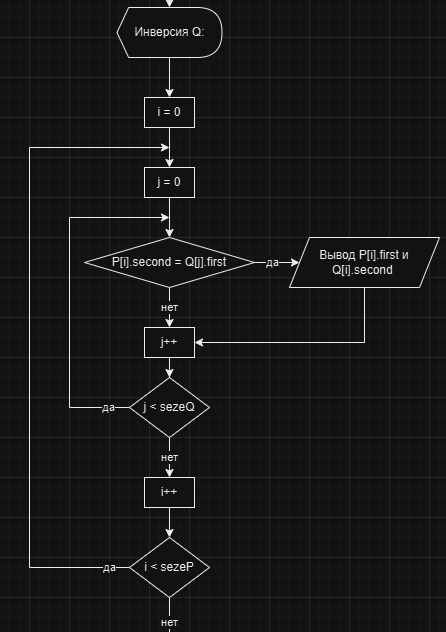 Инверсия Q:
i = 0
j = 0
P[i].second = Q[j].first
да
Вывод P[i].first и
Q[i].second
нет
j++
да
j < sezeQ
нет
i++
да
i < sezeP
нет